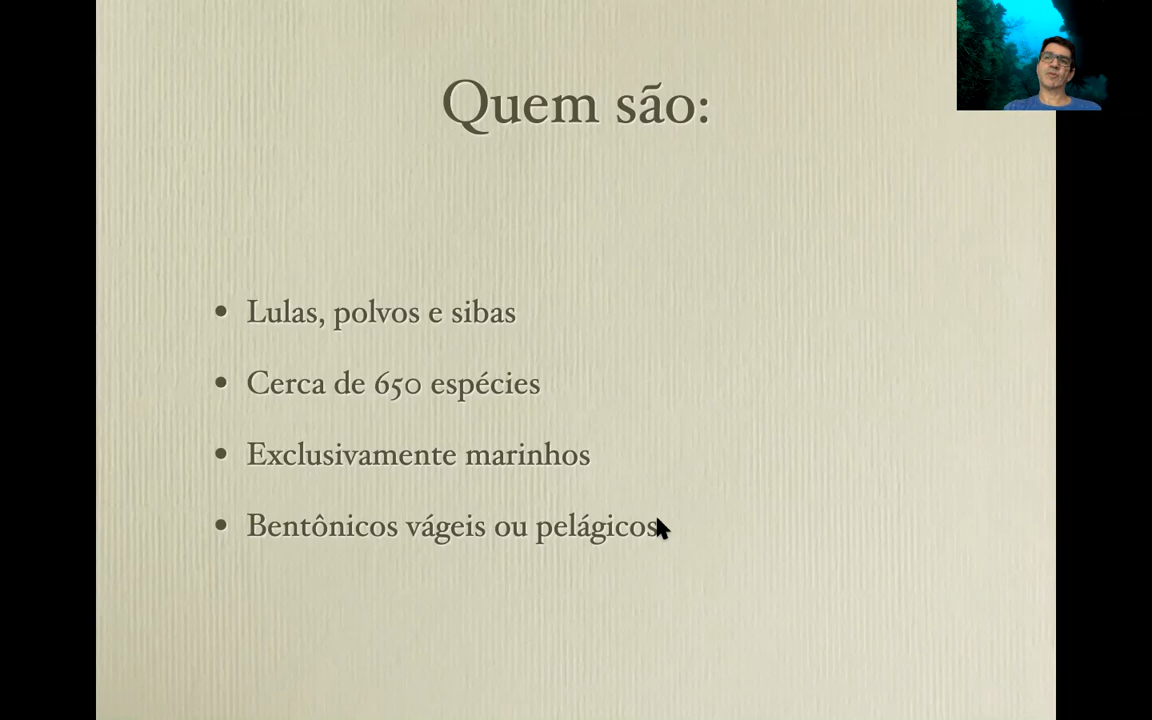 Quem são:
• Lulas, polvos e sibas
• Cerca de 650 espécies
• Exclusivamente marinhos
• Bentônicos vágeis ou pelágicos